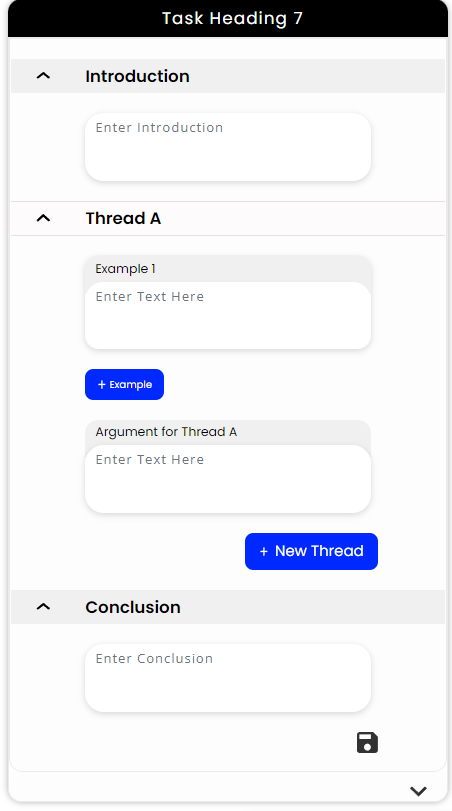 Task Heading 7
Introduction
Enter Introduction
Thread A
Example 1
Enter Text Here
+ Example
Argument for Thread A
Enter Text Here
+ New Thread
Conclusion
Enter Conclusion